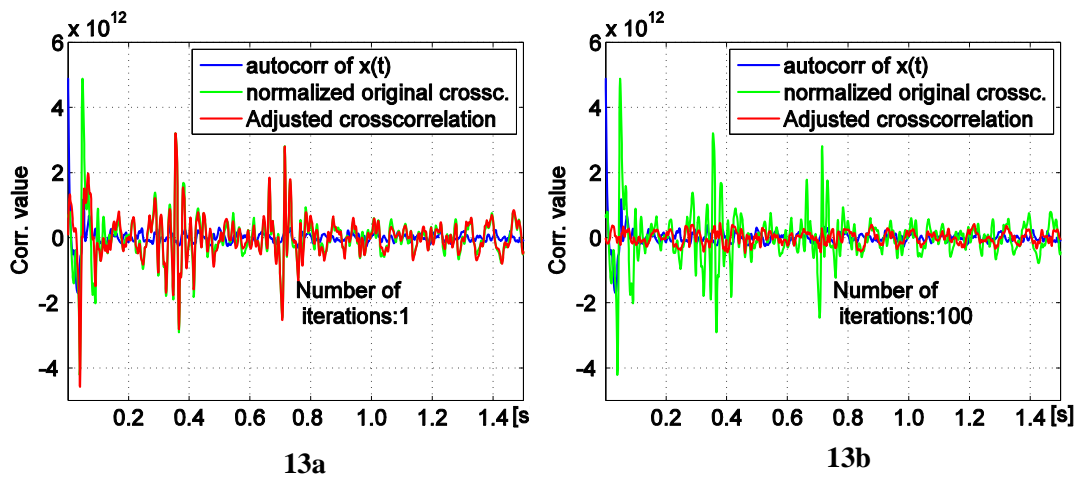 x 10^12
6
4
2
0
-2
-4
Corr. value
autocorr of x(t)
normalized original crossc.
Adjusted crosscorrelation
Number of
iterations:1
0.2 0.4 0.6 0.8 1.0 1.2 1.4 [s
13a
x 10^12
6
4
2
0
-2
-4
Corr. value
autocorr of x(t)
normalized original crossc.
Adjusted crosscorrelation
Number of
iterations:100
0.2 0.4 0.6 0.8 1.0 1.2 1.4 [s]
13b